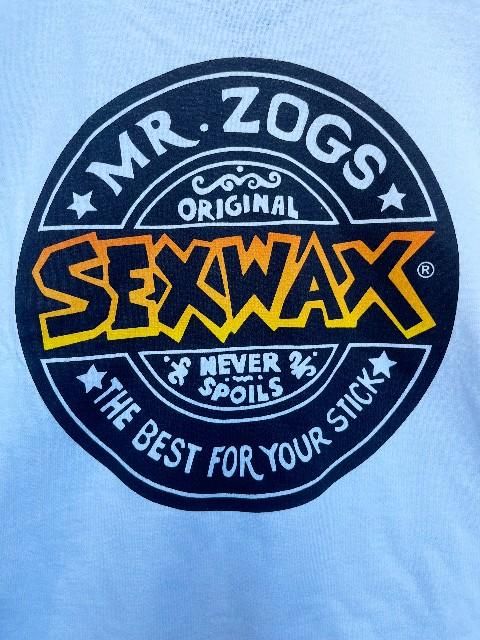 MR. ZOGS
ORIGINAL
SEXWAX ®
NEVER
SPOILS
THE BEST FOR YOUR STICK